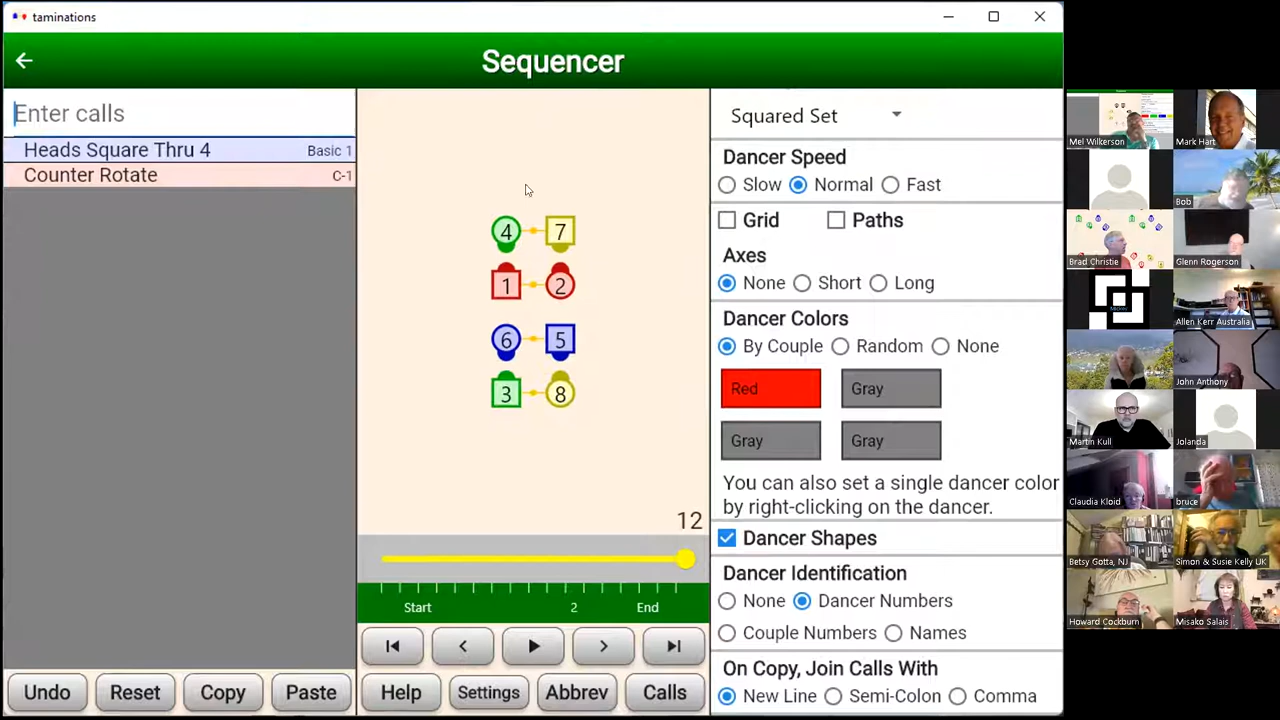 taminations
Sequencer
Enter calls
Heads Square Thru 4 Basic 1
Counter Rotate C-1
4 7
1 2
6 5
3 8
12
Start 2 End
Undo Reset Copy Paste
Help Settings Abbrev Calls
Squared Set
Dancer Speed
Slow Normal Fast
Grid Paths
Axes
None Short Long
Dancer Colors
By Couple Random None
Red Gray
Gray Gray
You can also set a single dancer color
by right-clicking on the dancer.
Dancer Shapes
Dancer Identification
None Dancer Numbers
Couple Numbers Names
On Copy, Join Calls With
New Line Semi-Colon Comma
Mel Wilkerson Mark Hart
Bob
Brad Christie Glenn Rogerson
Allen Kerr Australia
John Anthony
Martin Kull Jolanda
Claudia Kloid bruce
Betsy Gotta, NJ Simon & Susie Kelly UK
Howard Cockburn Misako Salais